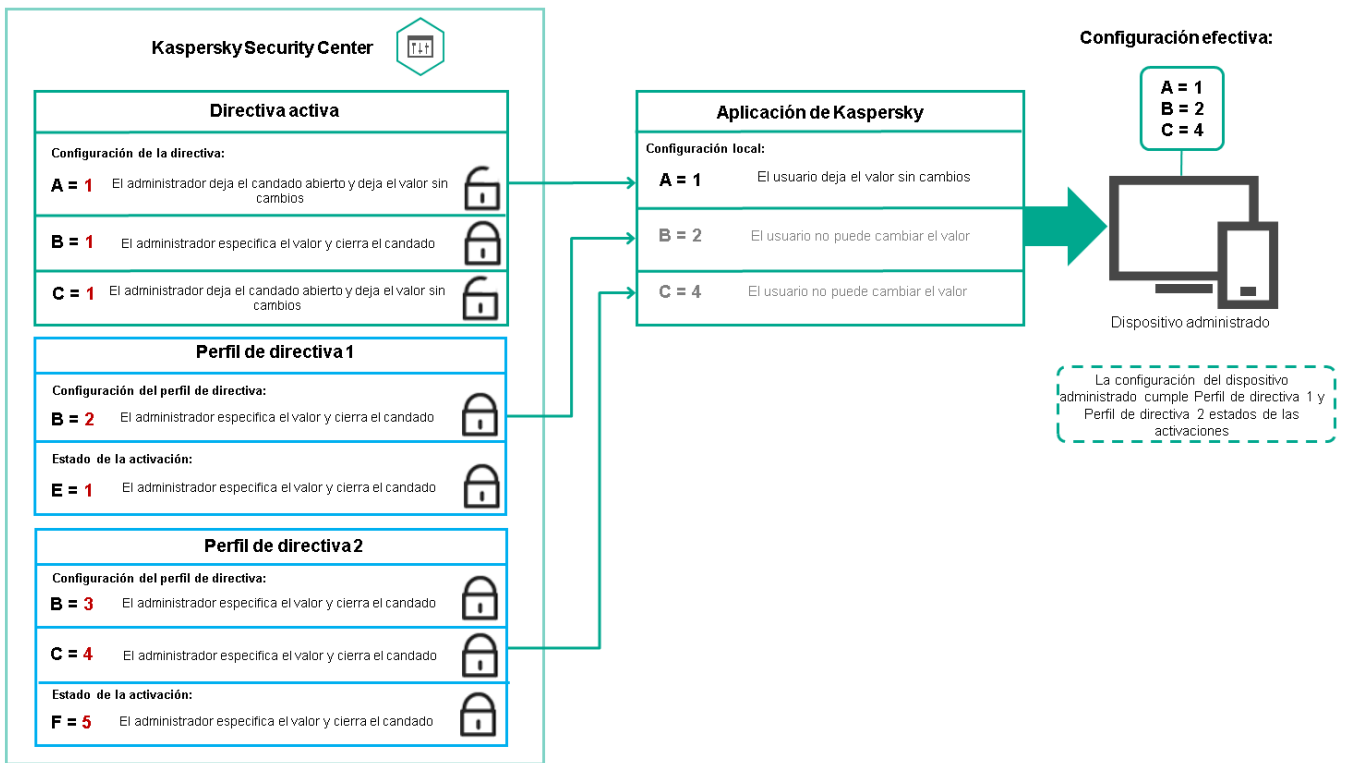 Kaspersky Security Center
Directiva activa
Configuración de la directiva:
A = 1
El administrador deja el candado abierto y deja el valor sin
cambios
B = 1
El administrador especifica el valor y cierra el candado
C = 1
El administrador deja el candado abierto y deja el valor sin
cambios
Perfil de directiva 1
Configuración del perfil de directiva:
B = 2
El administrador especifica el valor y cierra el candado
Estado de la activación:
E = 1
El administrador especifica el valor y cierra el candado
Perfil de directiva 2
Configuración del perfil de directiva:
B = 3
El administrador especifica el valor y cierra el candado
C = 4
El administrador especifica el valor y cierra el candado
Estado de la activación:
F = 5
El administrador especifica el valor y cierra el candado
Aplicación de Kaspersky
Configuración local:
A = 1
El usuario deja el valor sin cambios
B = 2
El usuario no puede cambiar el valor
C = 4
El usuario no puede cambiar el valor
Configuración efectiva:
A = 1
B = 2
C = 4
Dispositivo administrado
La configuración del dispositivo
administrado cumple Perfil de directiva 1 y
Perfil de directiva 2 estados de las
activaciones